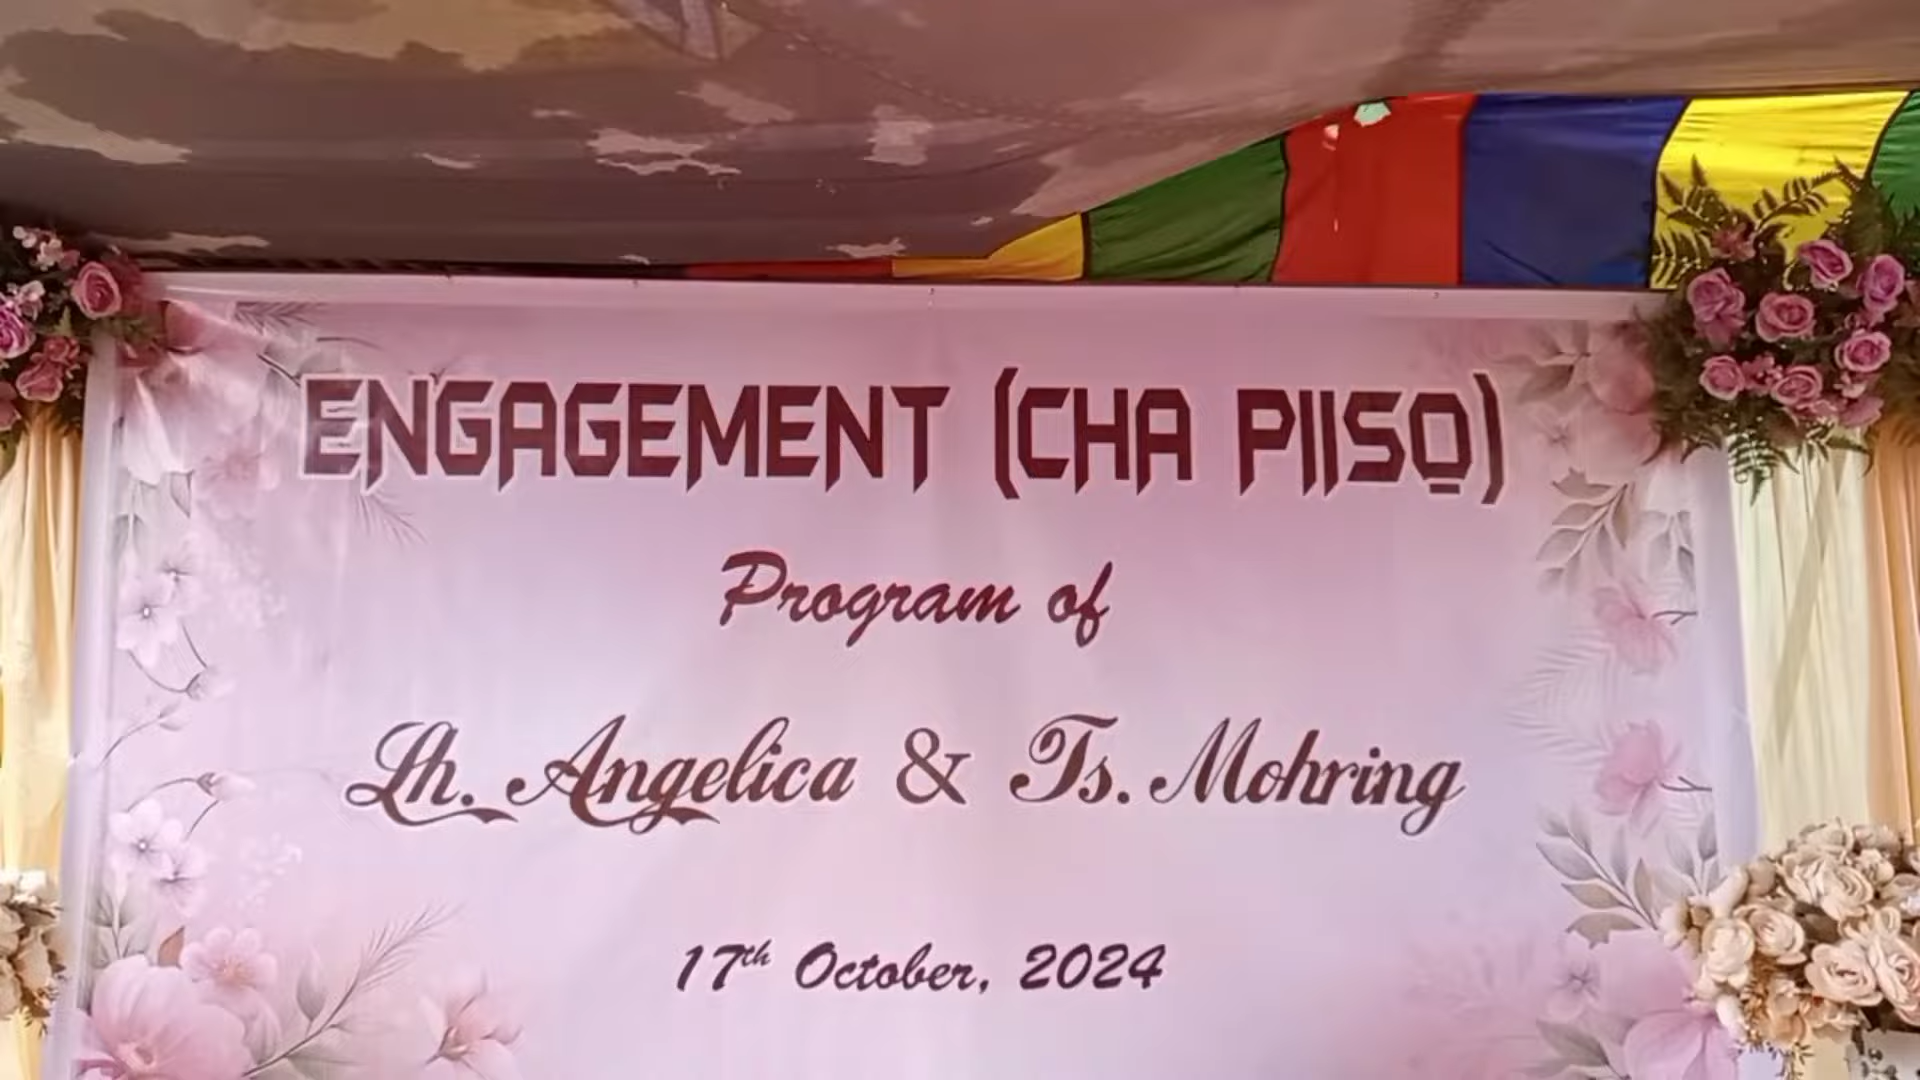 ENGAGEMENT (CHA PIISO̲)
Program of
Lh. Angelica & Ts. Mohring
17th October, 2024